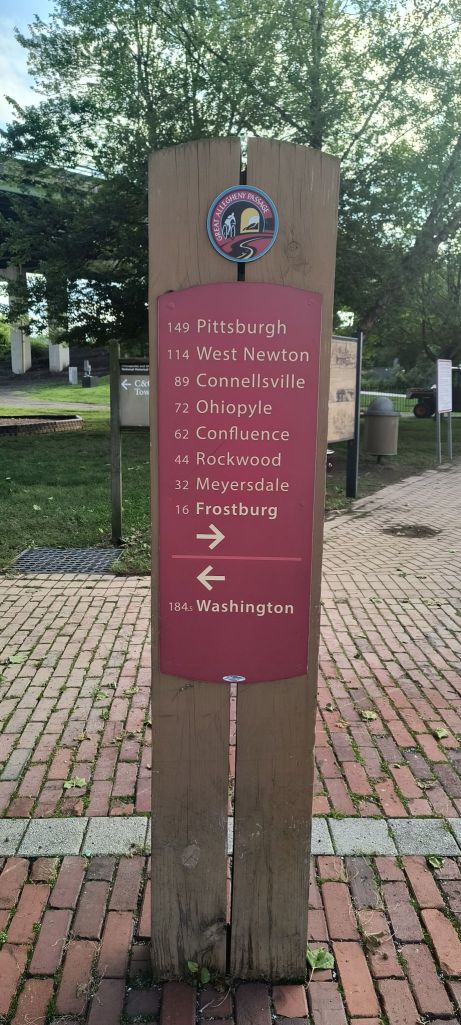 GREAT ALLEGHENY PASSAGE
149 Pittsburgh
114 West Newton
89 Connellsville
72 Ohiopyle
62 Confluence
44 Rockwood
32 Meyersdale
16 Frostburg
→
←
184.5 Washington
← C&O